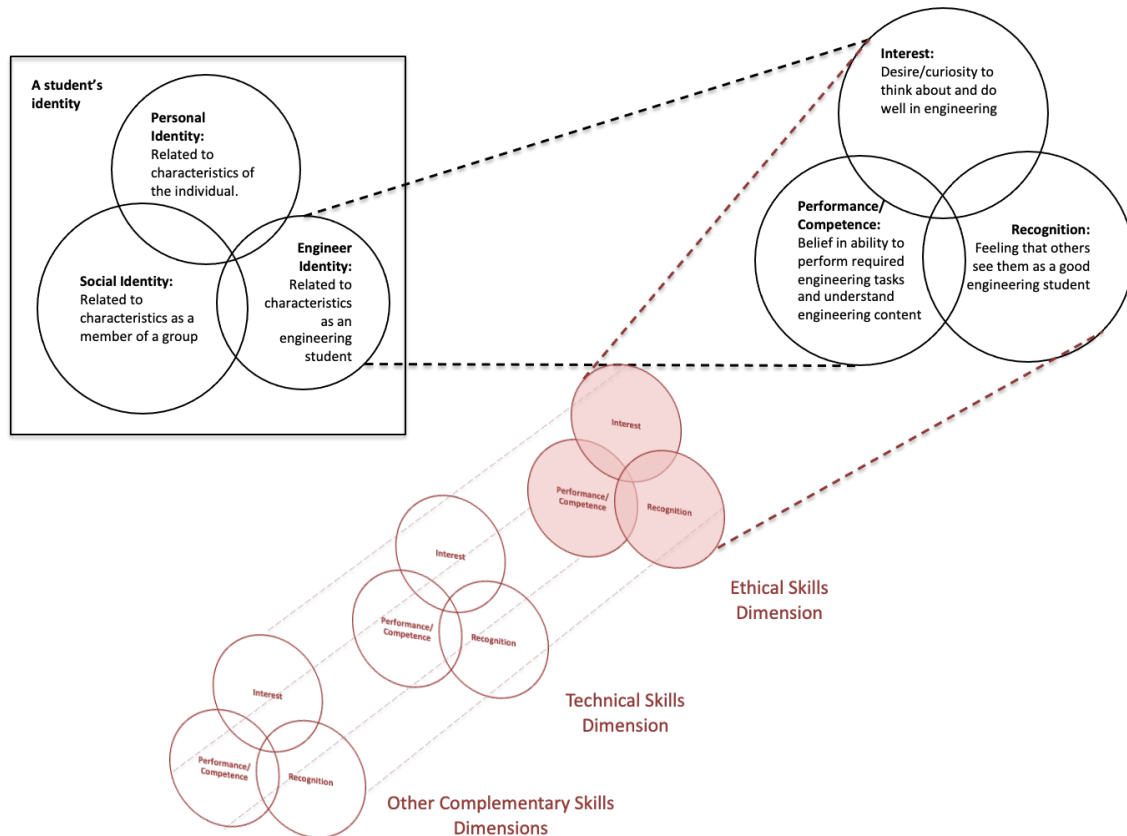 A student's
identity
Personal
Identity:
Related to
characteristics of
the individual.
Social Identity:
Related to
characteristics as a
member of a group
Engineer
Identity:
Related to
characteristics
as an
engineering
student
Interest:
Desire/curiosity to
think about and do
well in engineering
Performance/
Competence:
Belief in ability to
perform required
engineering tasks
and understand
engineering content
Recognition:
Feeling that others
see them as a good
engineering student
Interest
Performance/
Competence
Recognition
Ethical Skills
Dimension
Interest
Performance/
Competence
Recognition
Technical Skills
Dimension
Interest
Performance/
Competence
Recognition
Other Complementary Skills
Dimensions